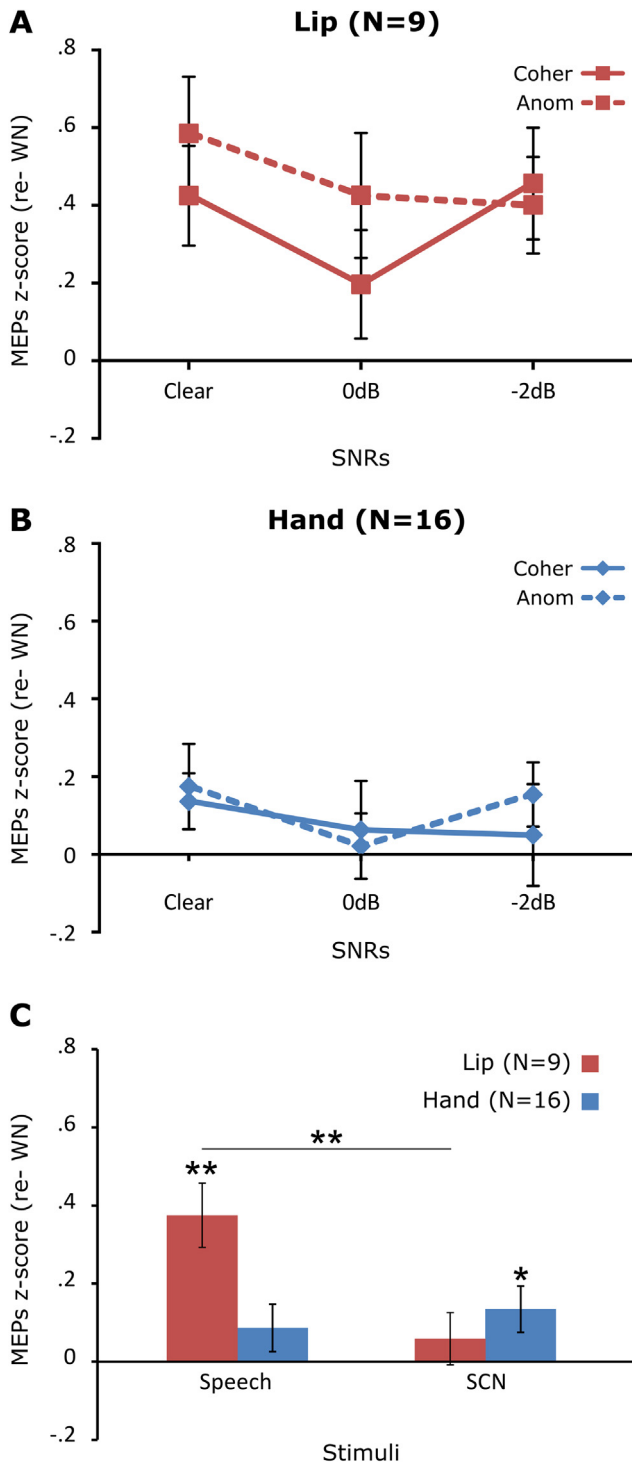 A
Lip (N=9)
MEPs z-score (re- WN)
.8
.6
.4
.2
0
-.2
Coher
Anom
Clear 0dB -2dB
SNRs
B
Hand (N=16)
MEPs z-score (re- WN)
.8
.6
.4
.2
0
-.2
Coher
Anom
Clear 0dB -2dB
SNRs
C
MEPs z-score (re- WN)
.8
.6
.4
.2
0
-.2
Lip (N=9)
Hand (N=16)
**
**
*
Speech SCN
Stimuli